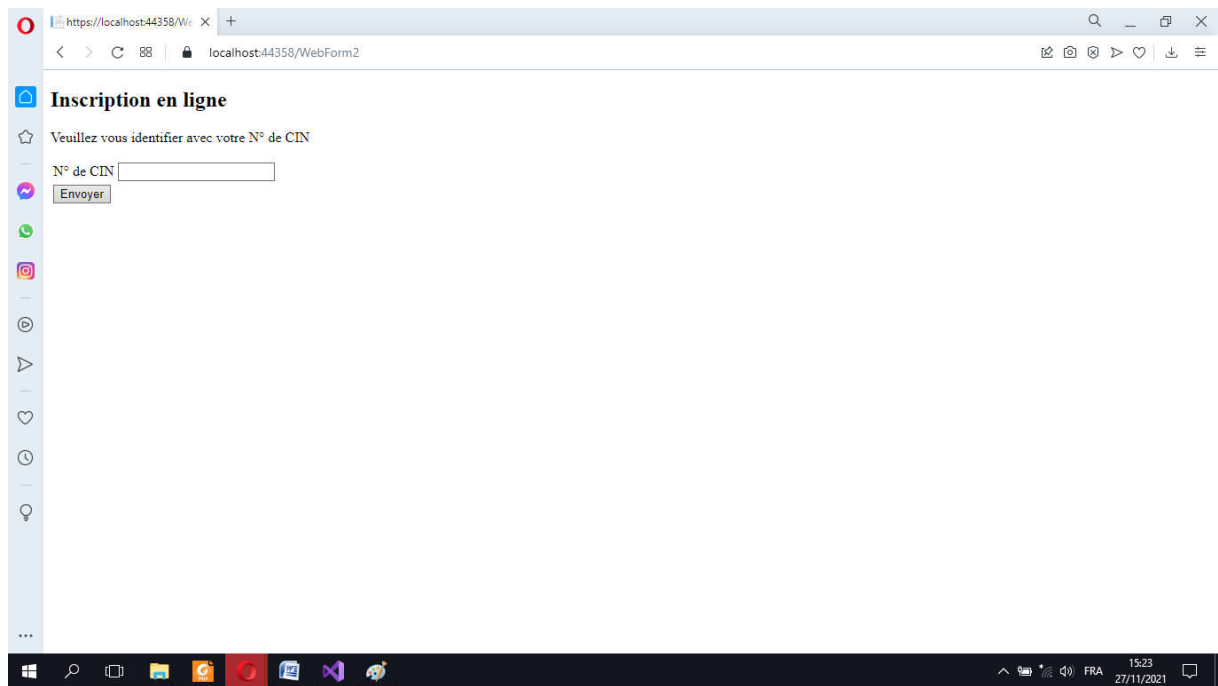 https://localhost:44358/We
localhost:44358/WebForm2
Inscription en ligne
Veuillez vous identifier avec votre N° de CIN
N° de CIN
Envoyer
FRA
15:23
27/11/2021